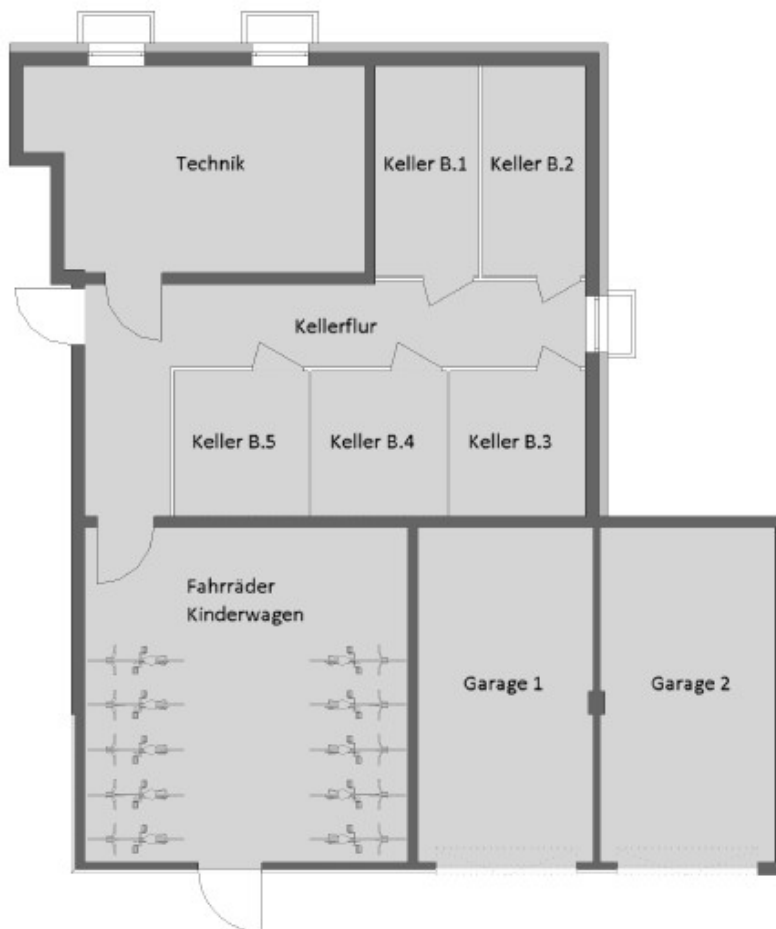 Technik
Keller B.1
Keller B.2
Kellerflur
Keller B.5
Keller B.4
Keller B.3
Fahrräder
Kinderwagen
Garage 1
Garage 2